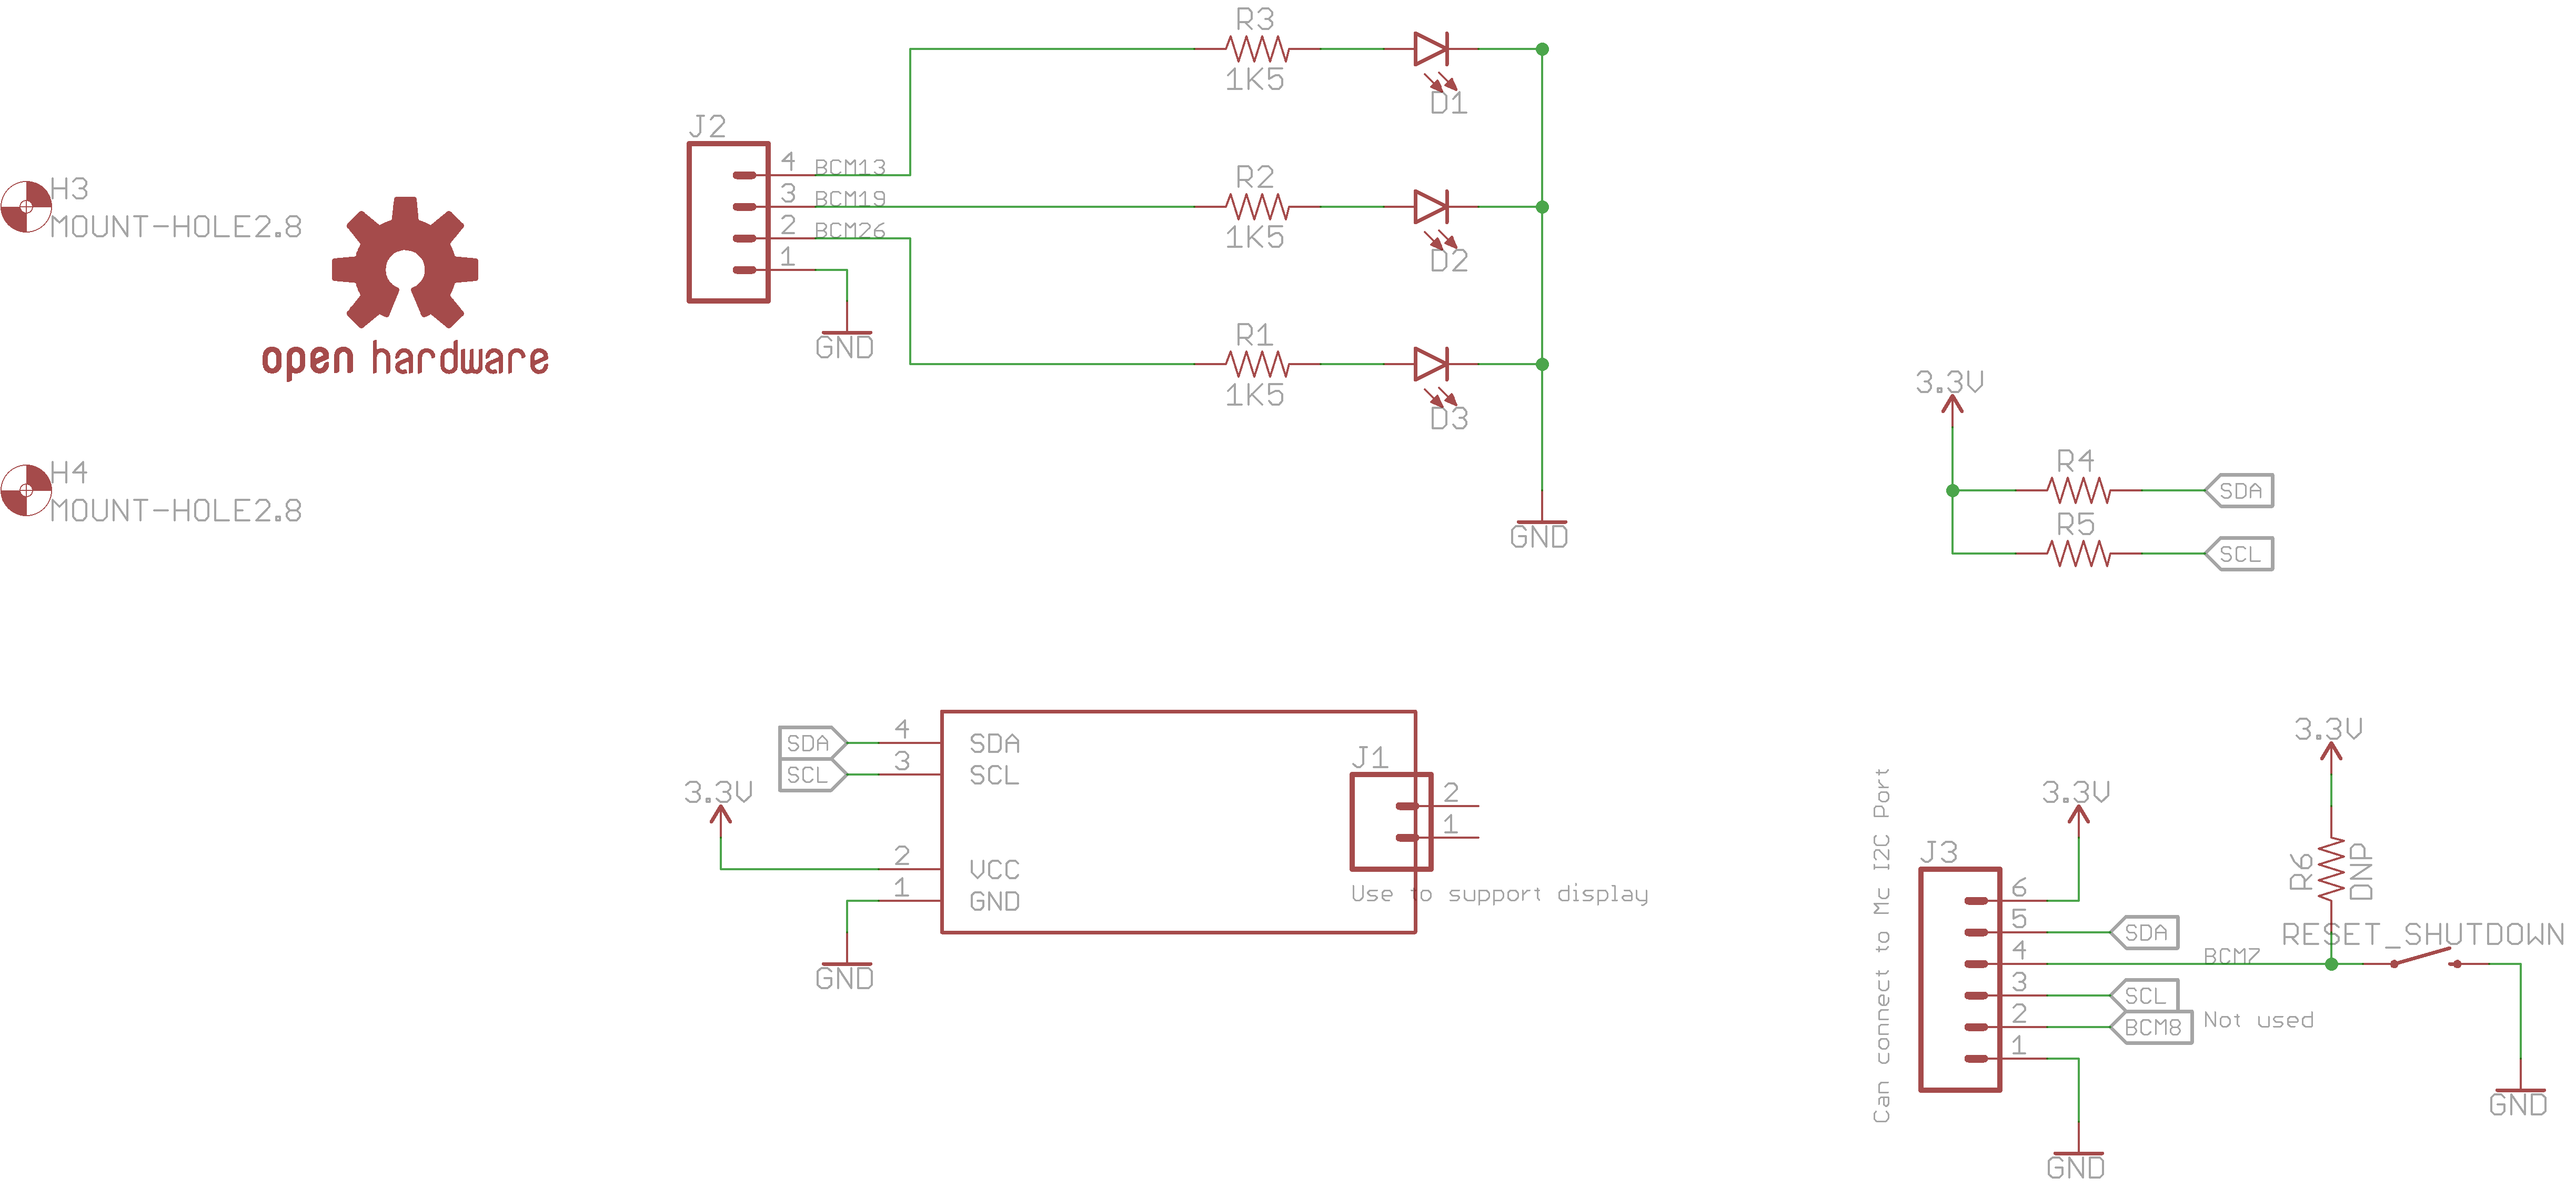 H3
MOUNT-HOLE2.8
open hardware
H4
MOUNT-HOLE2.8
J2
4
BCM13
3
BCM19
2
BCM26
1
GND
R3
1K5
D1
R2
1K5
D2
R1
1K5
D3
GND
3.3V
R4
SDA
R5
SCL
SDA
4
SDA
SCL
3
SCL
3.3V
2
VCC
1
GND
GND
J1
2
1
Use to support display
Can connect to Mc I2C Port
J3
3.3V
6
5
SDA
4
BCM7
3
SCL
2
BCM8
Not used
1
GND
3.3V
R6
DNP
RESET_SHUTDOWN
GND